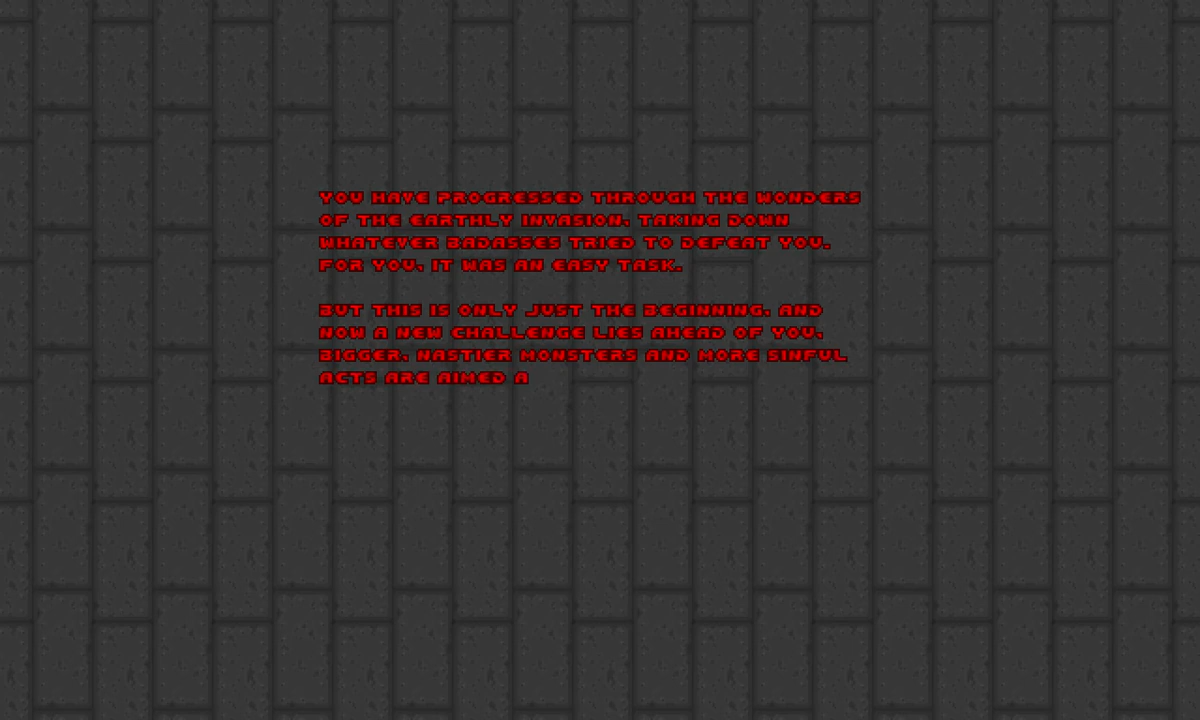 YOU HAVE PROGRESSED THROUGH THE WONDERS
OF THE EARTHLY INVASION, TAKING DOWN
WHATEVER BADASSES TRIED TO DEFEAT YOU.
FOR YOU, IT WAS AN EASY TASK.
BUT THIS IS ONLY JUST THE BEGINNING, AND
NOW A NEW CHALLENGE LIES AHEAD OF YOU,
BIGGER, NASTIER MONSTERS AND MORE SINFUL
ACTS ARE AIMED A